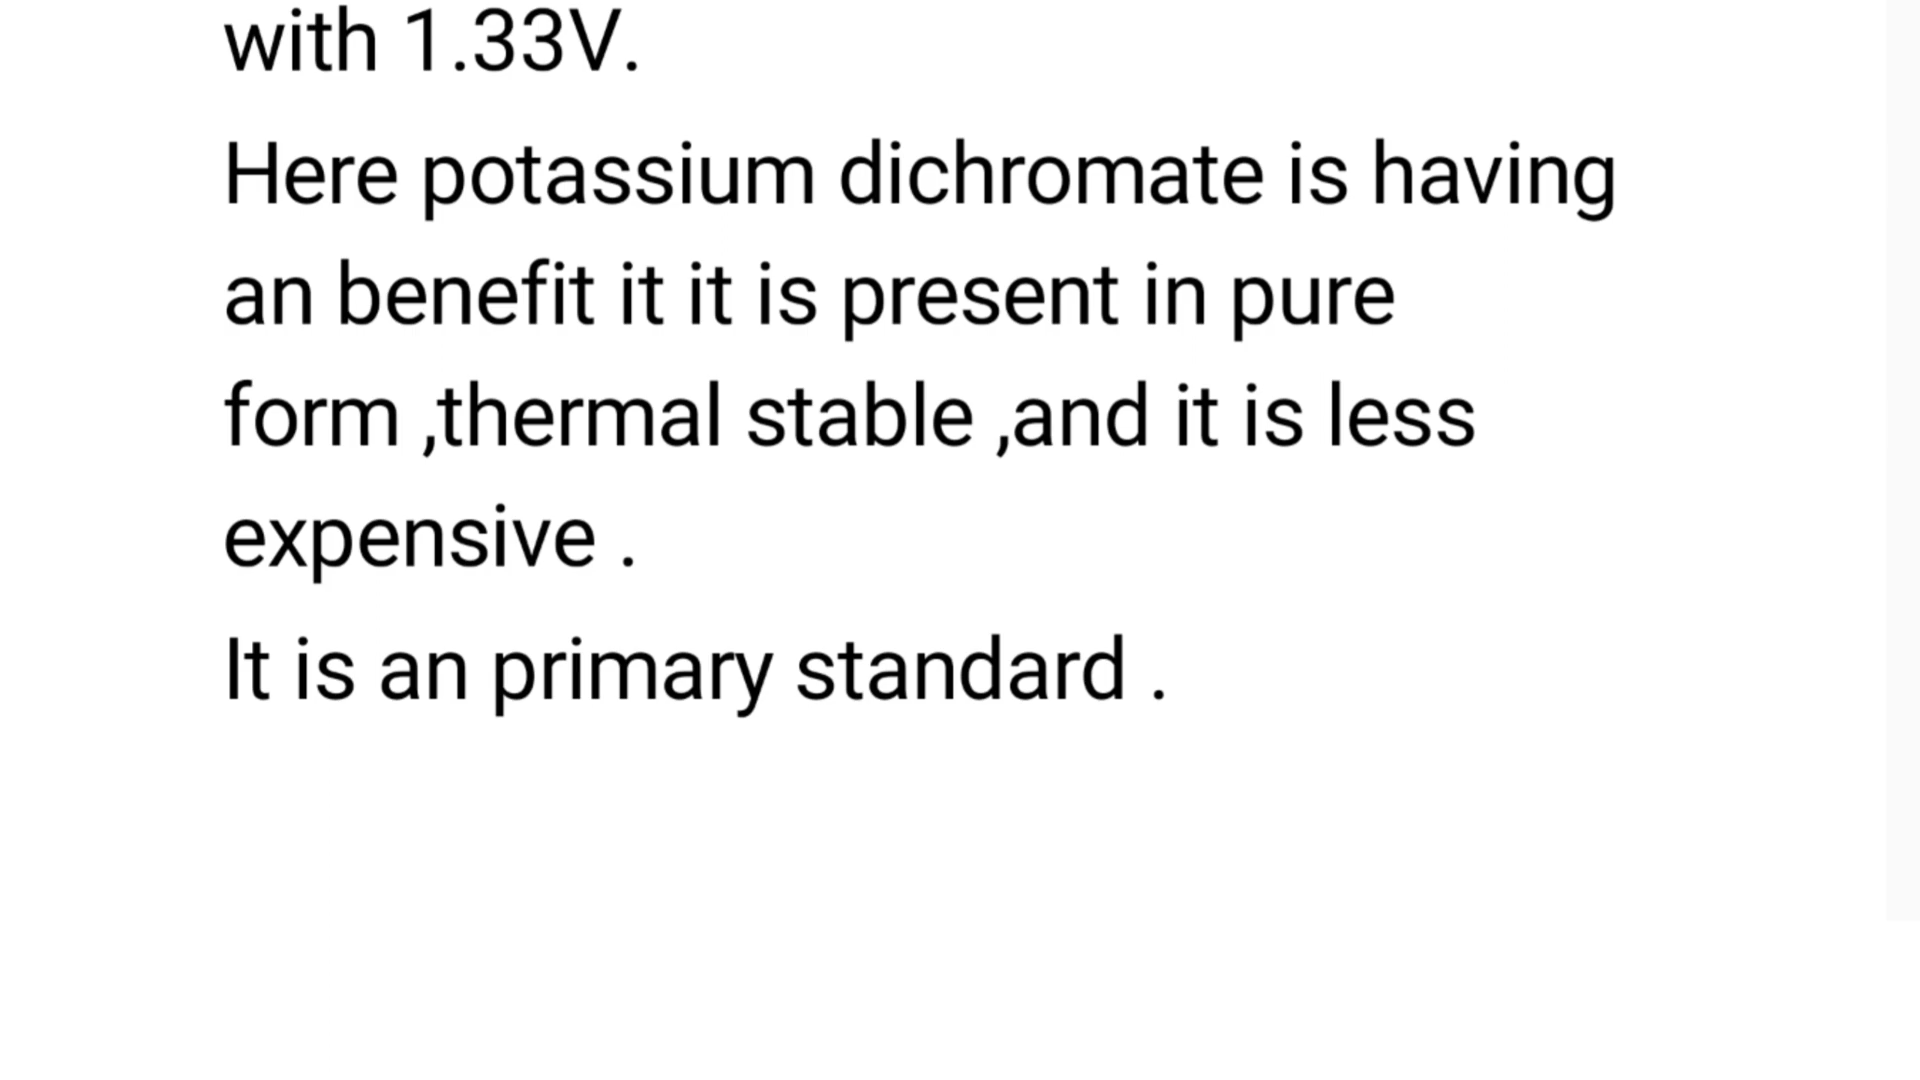 with 1.33V.
Here potassium dichromate is having
an benefit it it is present in pure
form ,thermal stable ,and it is less
expensive .
It is an primary standard .